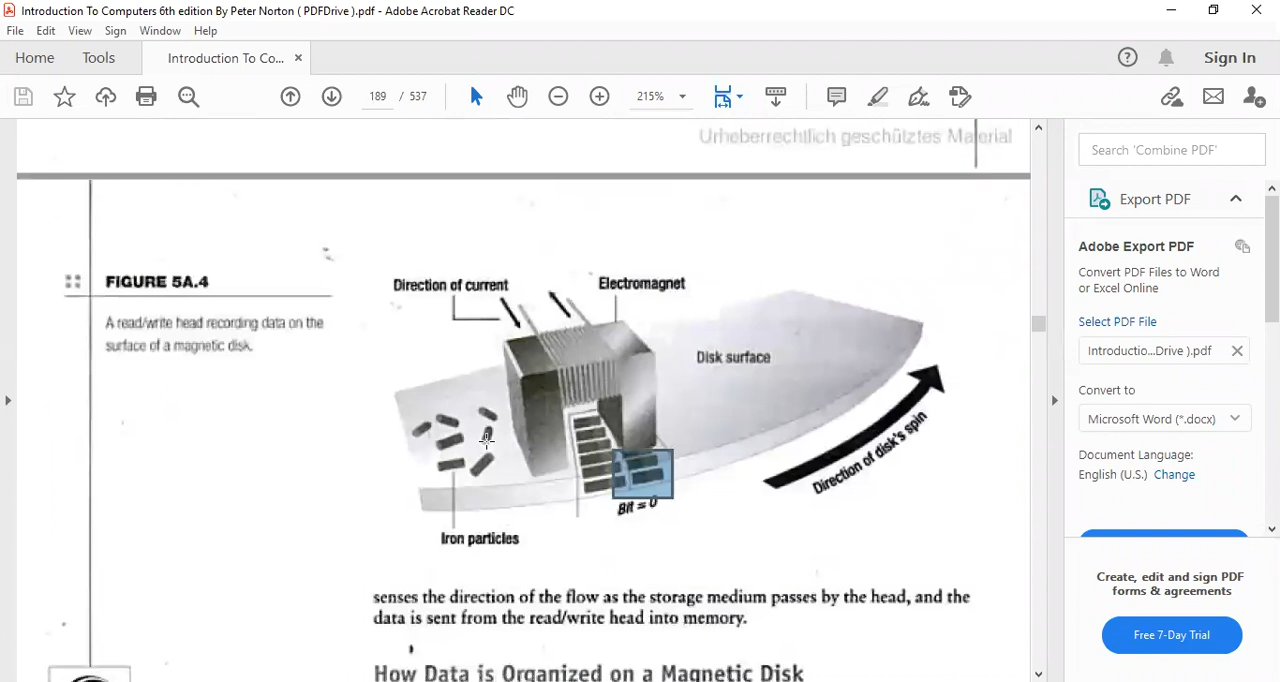 Introduction To Computers 6th edition By Peter Norton ( PDFDrive ).pdf - Adobe Acrobat Reader DC
File Edit View Sign Window Help
Home Tools Introduction To Co... × Sign In
189 / 537 215%
Urheberrechtlich geschütztes Material
Search 'Combine PDF'
Export PDF
Adobe Export PDF
Convert PDF Files to Word
or Excel Online
Select PDF File
Introductio...Drive ).pdf
Convert to
Microsoft Word (*.docx)
Document Language:
English (U.S.) Change
Create, edit and sign PDF
forms & agreements
Free 7-Day Trial
FIGURE 5A.4
A read/write head recording data on the
surface of a magnetic disk.
Direction of current
Electromagnet
Disk surface
Direction of disk's spin
Bit = 0
Iron particles
senses the direction of the flow as the storage medium passes by the head, and the
data is sent from the read/write head into memory.
How Data is Organized on a Magnetic Disk